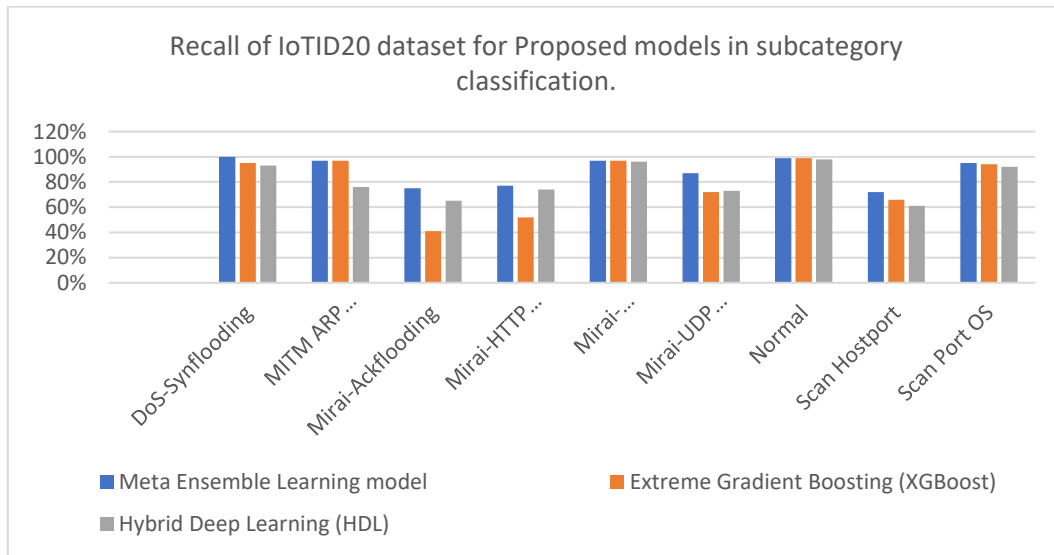 Recall of IoTID20 dataset for Proposed models in subcategory
classification.
120%
100%
80%
60%
40%
20%
0%
DoS-Synflooding
MITM ARP...
Mirai-Ackflooding
Mirai-HTTP...
Mirai-...
Mirai-UDP...
Normal
Scan Hostport
Scan Port OS
Meta Ensemble Learning model
Extreme Gradient Boosting (XGBoost)
Hybrid Deep Learning (HDL)